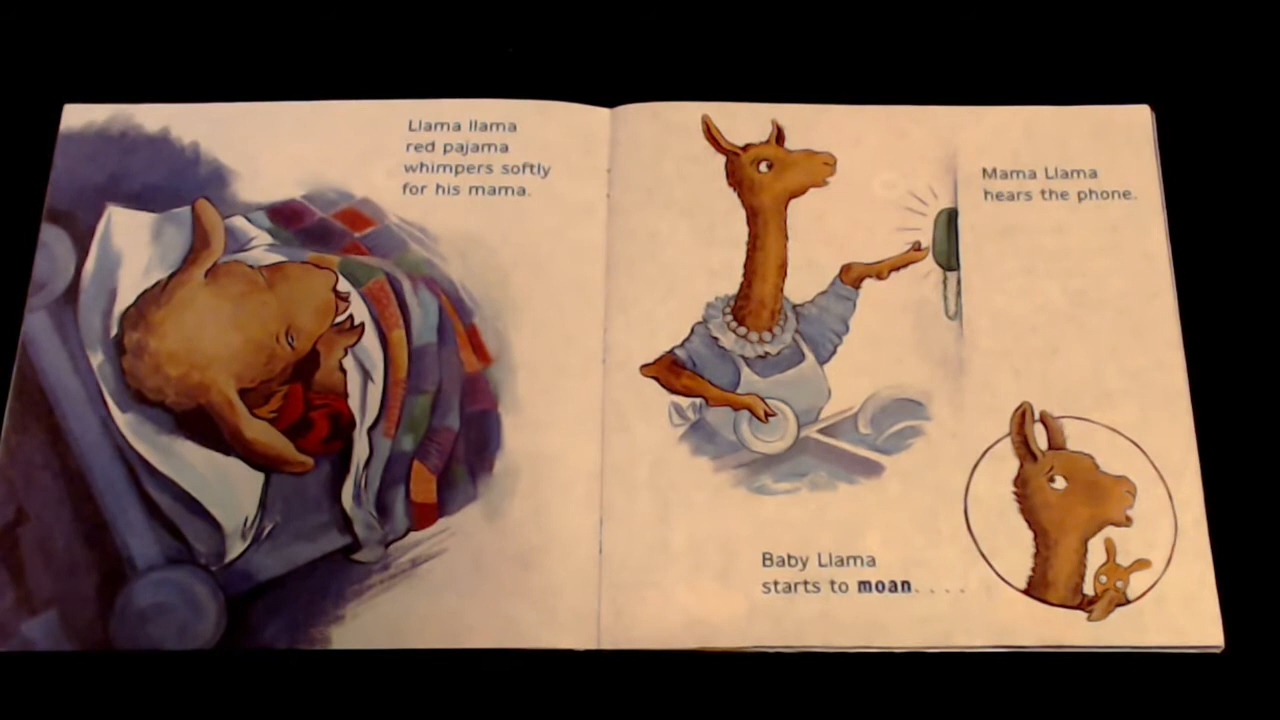 Llama llama
red pajama
whimpers softly
for his mama.
Mama Llama
hears the phone.
Baby Llama
starts to moan. . . .